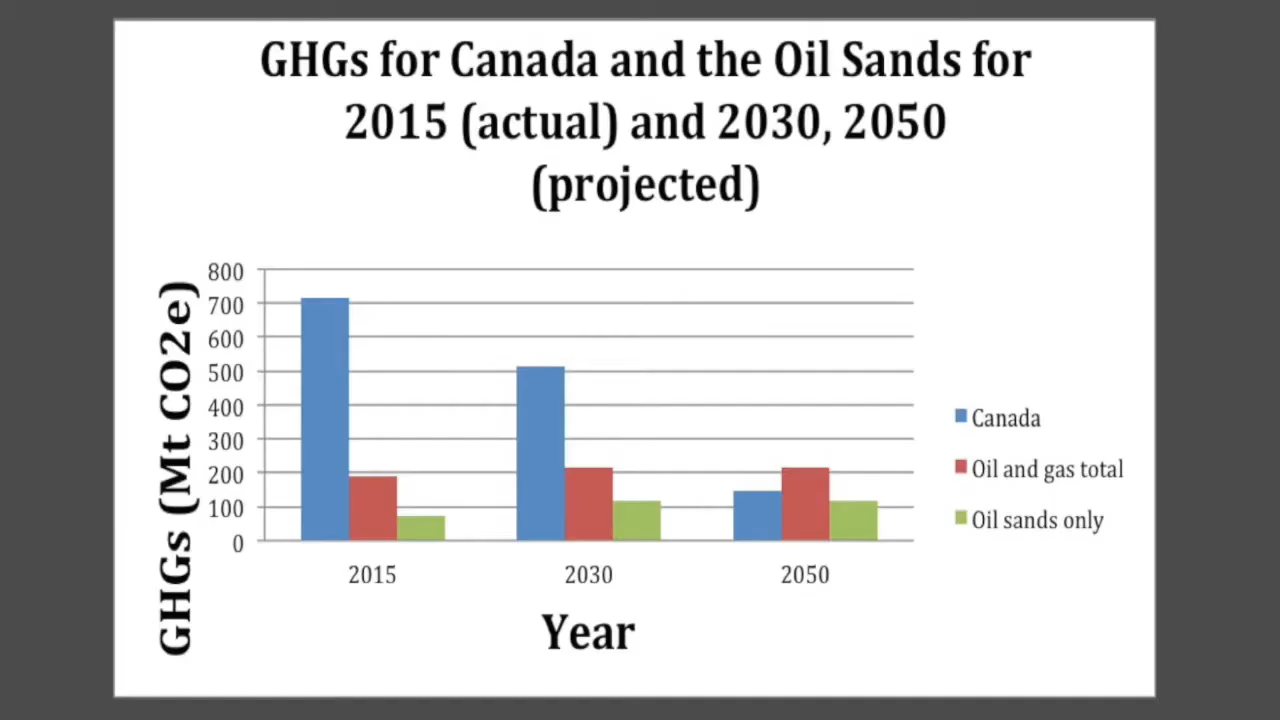 GHGs for Canada and the Oil Sands for
2015 (actual) and 2030, 2050
(projected)
GHGs (Mt CO2e)
800
700
600
500
400
300
200
100
0
2015
2030
2050
Year
Canada
Oil and gas total
Oil sands only